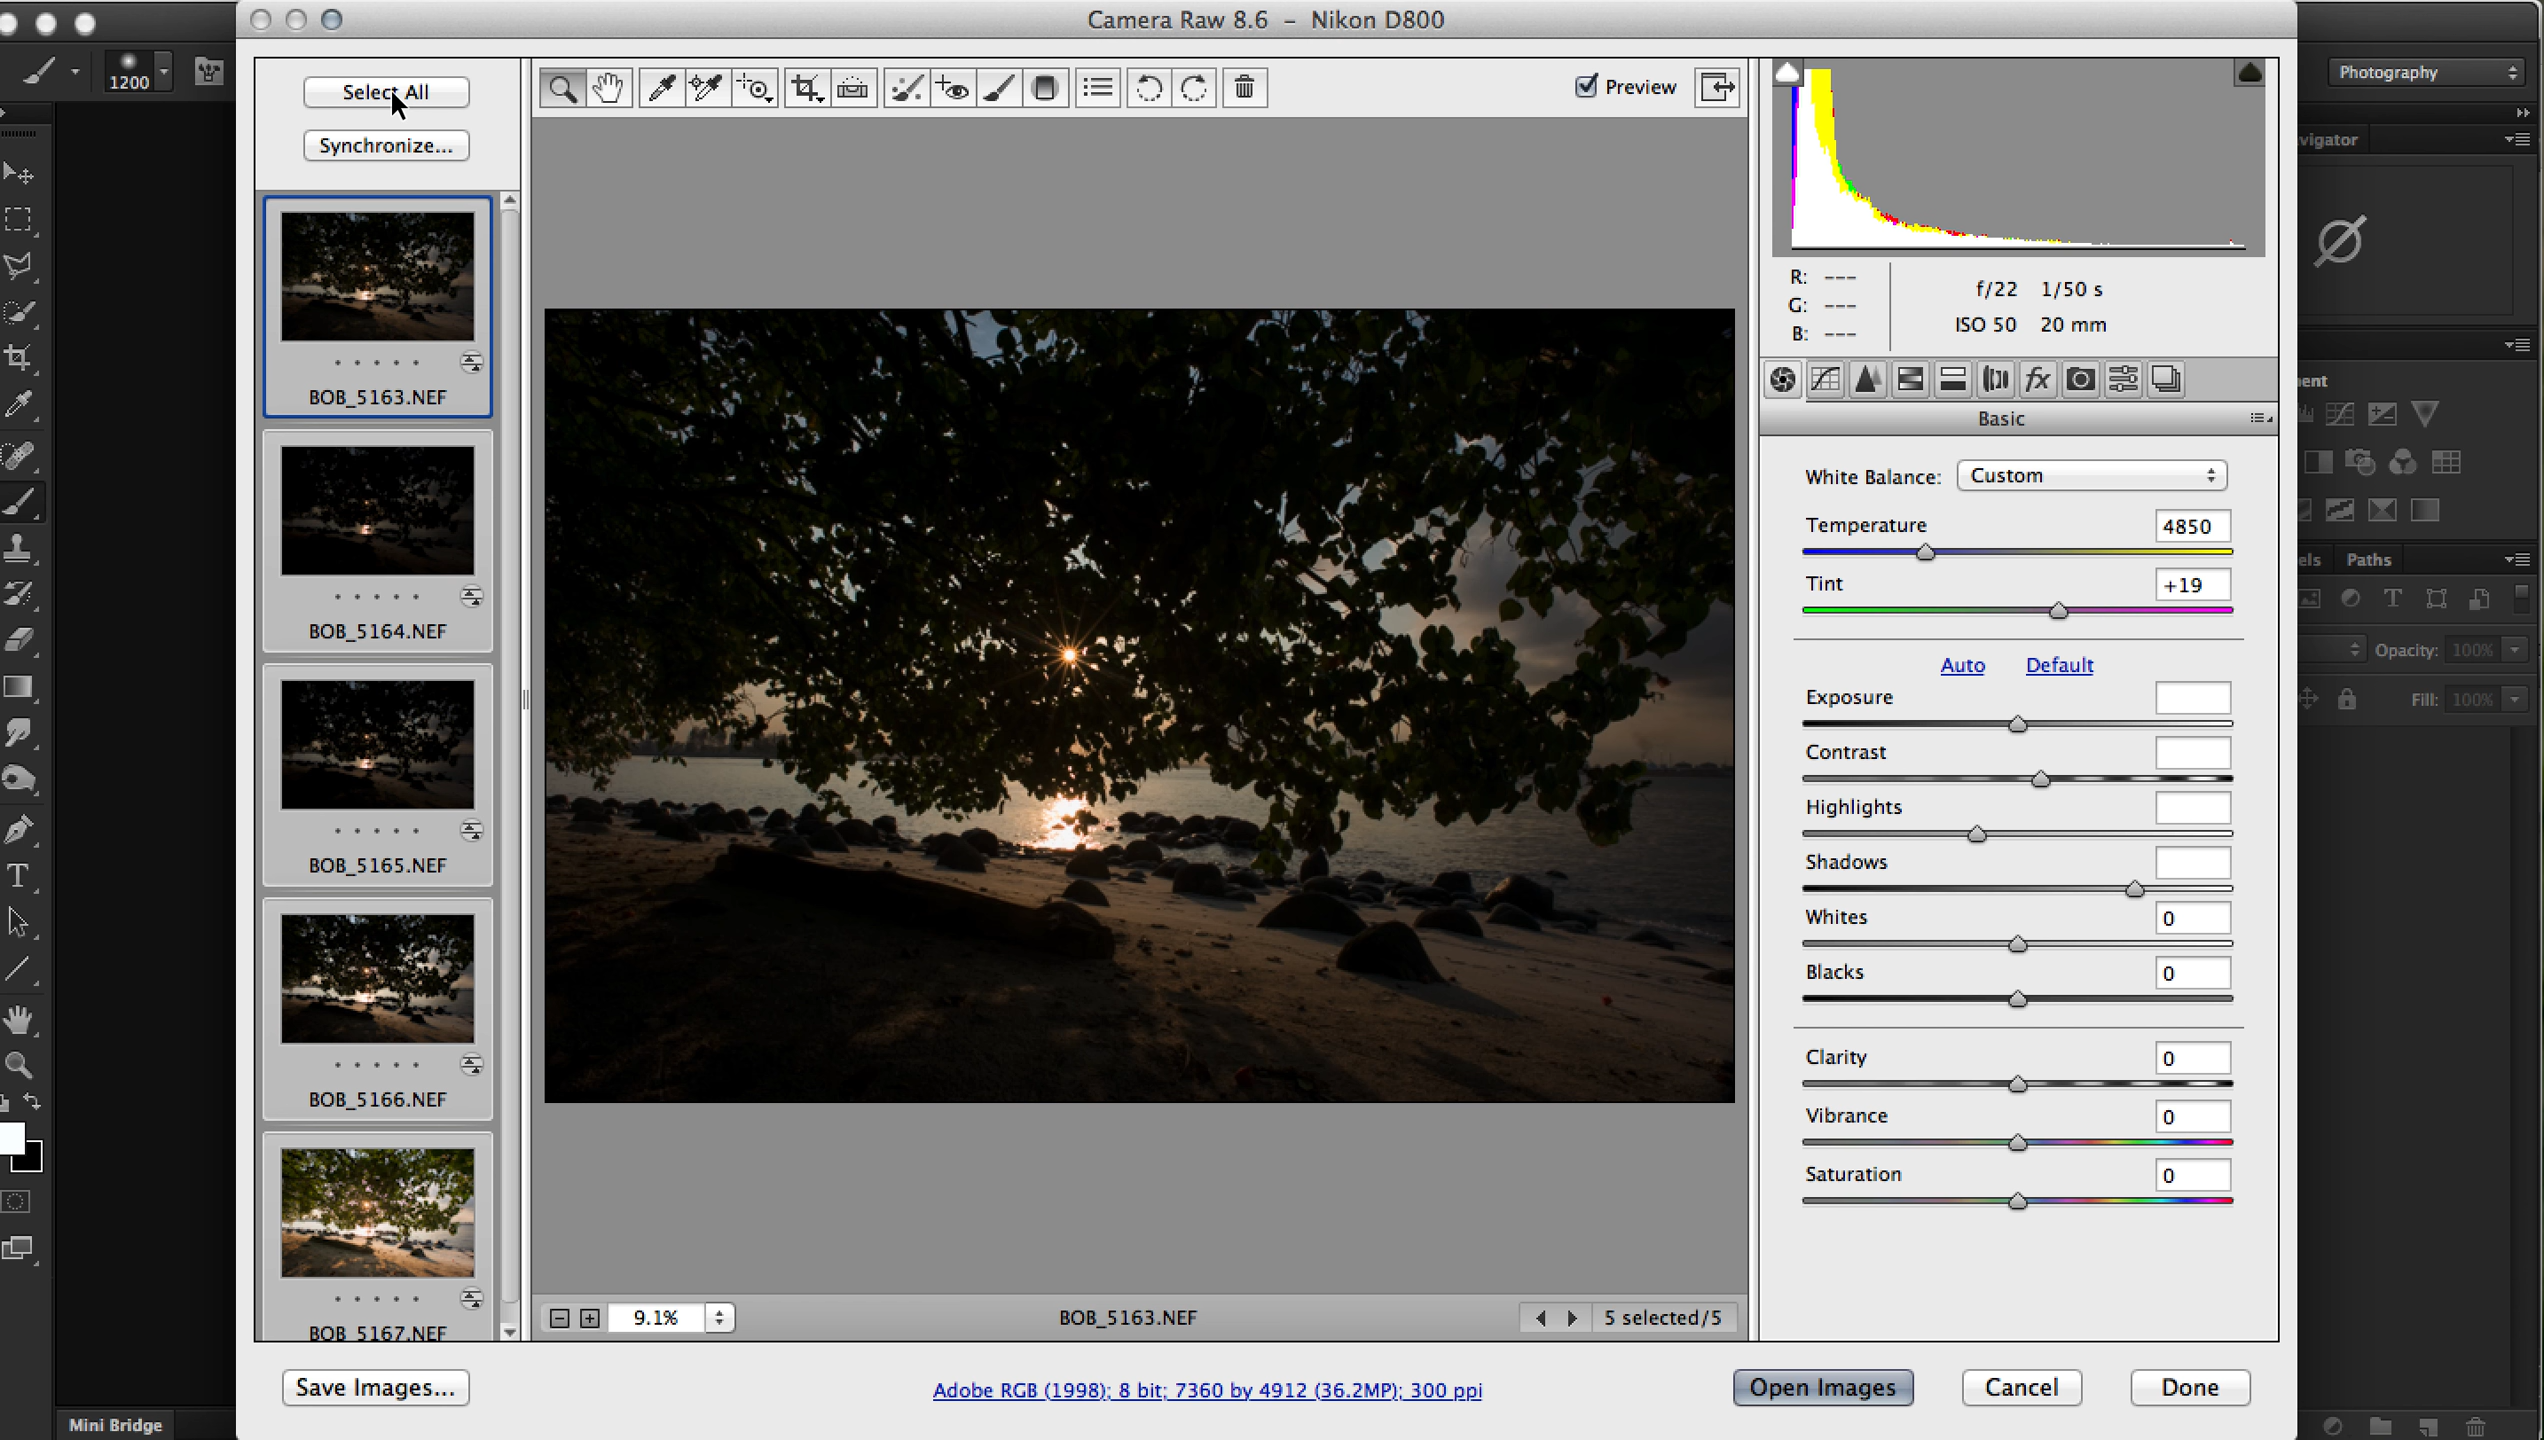 Camera Raw 8.6 – Nikon D800
1200
Photography
Select All
Synchronize...
Preview
BOB_5163.NEF
BOB_5164.NEF
BOB_5165.NEF
BOB_5166.NEF
BOB_5167.NEF
R: ---
G: ---
B: ---
f/22 1/50 s
ISO 50 20 mm
fx
Basic
White Balance: Custom
Temperature 4850
Tint +19
Auto Default
Exposure
Contrast
Highlights
Shadows
Whites 0
Blacks 0
Clarity 0
Vibrance 0
Saturation 0
9.1%
BOB_5163.NEF
5 selected/5
Save Images...
Adobe RGB (1998); 8 bit; 7360 by 4912 (36.2MP); 300 ppi
Open Images
Cancel
Done
Mini Bridge
vigator
ent
els Paths
Opacity: 100%
Fill: 100%